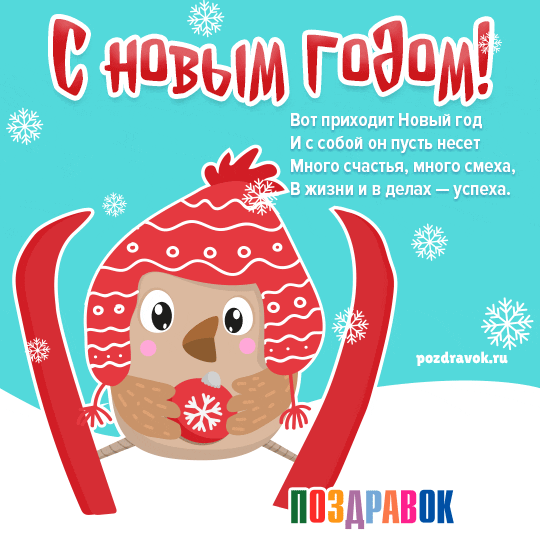 С новым годом!
Вот приходит Новый год
И с собой он пусть несет
Много счастья, много смеха,
В жизни и в делах — успеха.
pozdravok.ru
ПОЗДРАВОК